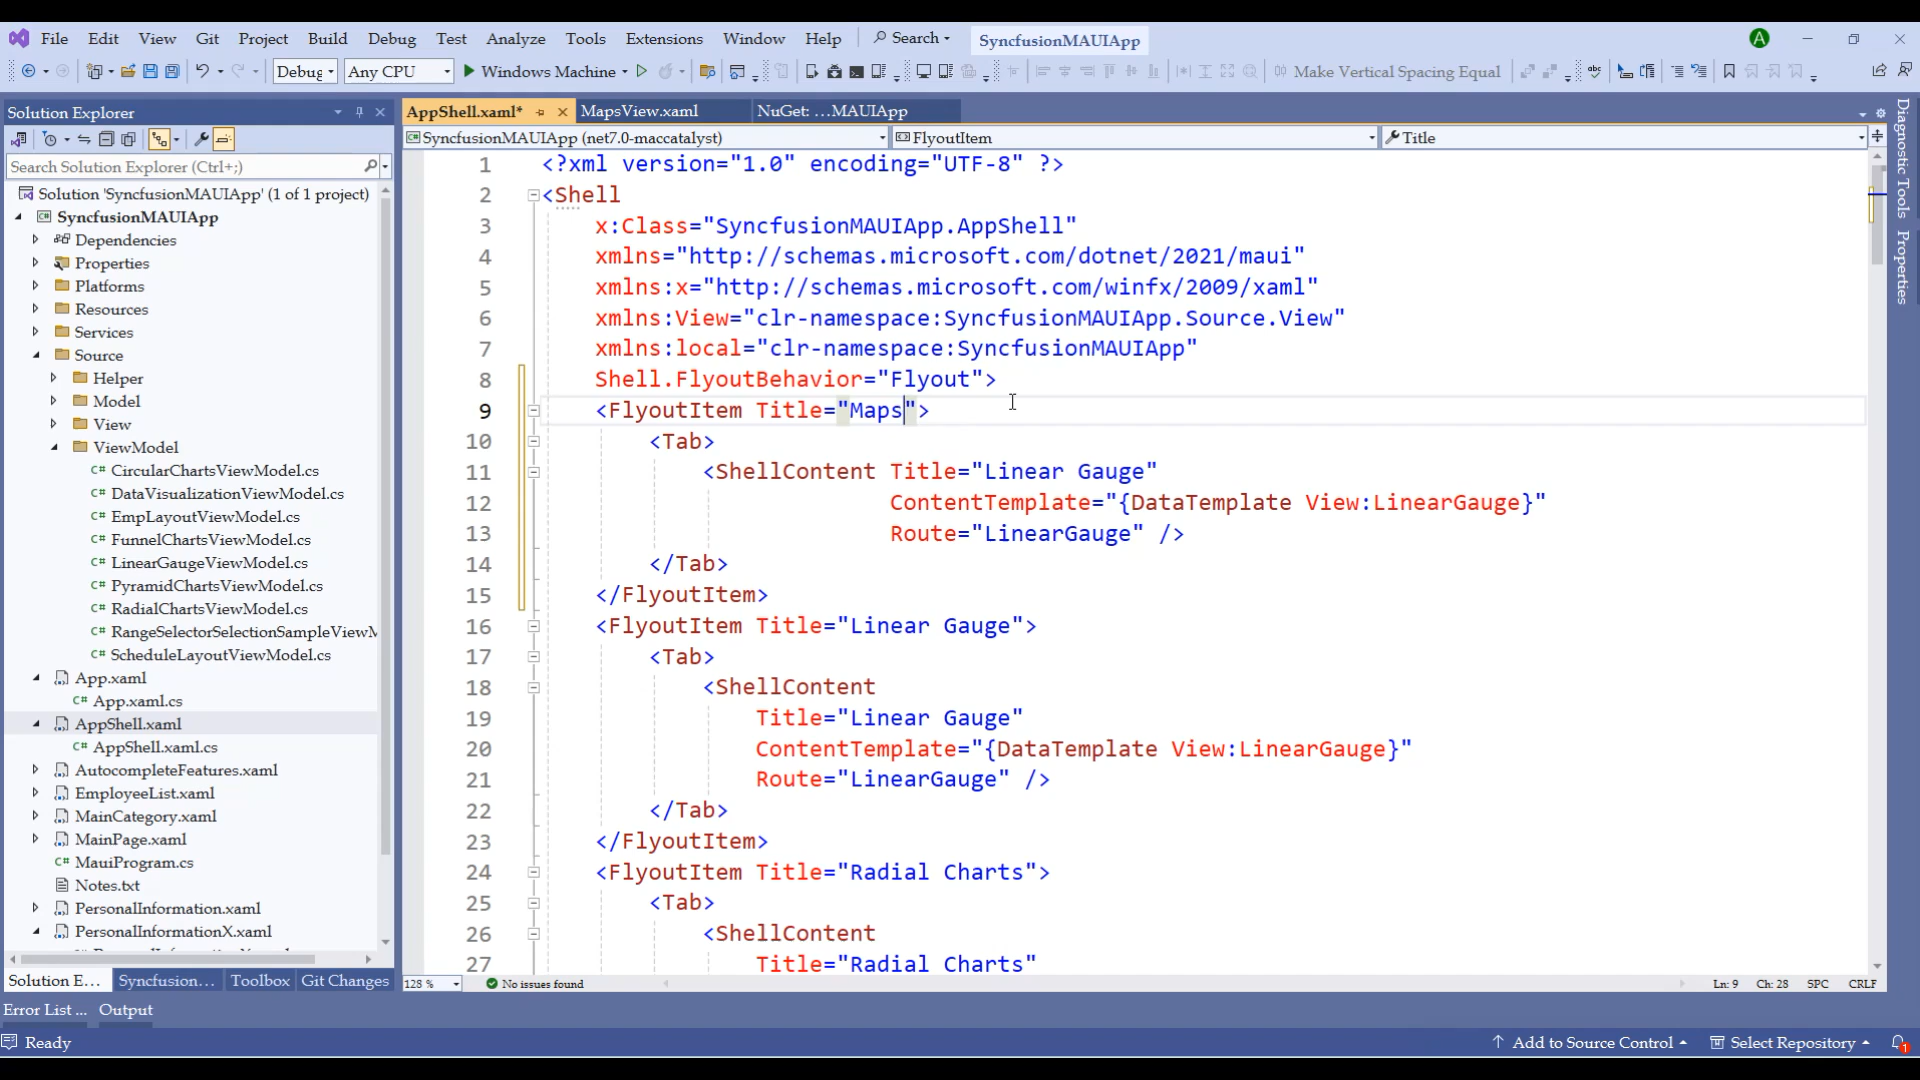 File Edit View Git Project Build Debug Test Analyze Tools Extensions Window Help Search SyncfusionMAUIApp A
Debug Any CPU Windows Machine Make Vertical Spacing Equal
Solution Explorer
Search Solution Explorer (Ctrl+;)
Solution 'SyncfusionMAUIApp' (1 of 1 project)
SyncfusionMAUIApp
Dependencies
Properties
Platforms
Resources
Services
Source
Helper
Model
View
ViewModel
C# CircularChartsViewModel.cs
C# DataVisualizationViewModel.cs
C# EmpLayoutViewModel.cs
C# FunnelChartsViewModel.cs
C# LinearGaugeViewModel.cs
C# PyramidChartsViewModel.cs
C# RadialChartsViewModel.cs
C# RangeSelectorSelectionSampleViewM
C# ScheduleLayoutViewModel.cs
App.xaml
C# App.xaml.cs
AppShell.xaml
C# AppShell.xaml.cs
AutocompleteFeatures.xaml
EmployeeList.xaml
MainCategory.xaml
MainPage.xaml
C# MauiProgram.cs
Notes.txt
PersonalInformation.xaml
PersonalInformationX.xaml
Solution E... Syncfusion... Toolbox Git Changes
AppShell.xaml* MapsView.xaml NuGet: ...MAUIApp
SyncfusionMAUIApp (net7.0-maccatalyst) FlyoutItem Title
1 <?xml version="1.0" encoding="UTF-8" ?>
2 <Shell
3 x:Class="SyncfusionMAUIApp.AppShell"
4 xmlns="http://schemas.microsoft.com/dotnet/2021/maui"
5 xmlns:x="http://schemas.microsoft.com/winfx/2009/xaml"
6 xmlns:View="clr-namespace:SyncfusionMAUIApp.Source.View"
7 xmlns:local="clr-namespace:SyncfusionMAUIApp"
8 Shell.FlyoutBehavior="Flyout">
9 <FlyoutItem Title="Maps">
10 <Tab>
11 <ShellContent Title="Linear Gauge"
12 ContentTemplate="{DataTemplate View:LinearGauge}"
13 Route="LinearGauge" />
14 </Tab>
15 </FlyoutItem>
16 <FlyoutItem Title="Linear Gauge">
17 <Tab>
18 <ShellContent
19 Title="Linear Gauge"
20 ContentTemplate="{DataTemplate View:LinearGauge}"
21 Route="LinearGauge" />
22 </Tab>
23 </FlyoutItem>
24 <FlyoutItem Title="Radial Charts">
25 <Tab>
26 <ShellContent
27 Title="Radial Charts"
128 % No issues found Ln: 9 Ch: 28 SPC CRLF
Diagnostic Tools
Properties
Error List ... Output
Ready Add to Source Control Select Repository 1